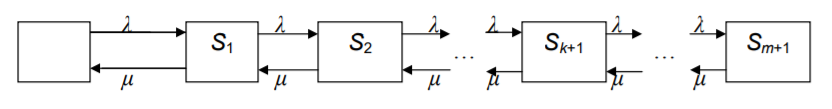 λ λ λ λ λ λ
S₁ S₂ ... Sₖ₊₁ ... Sₘ₊₁
μ μ μ μ μ μ